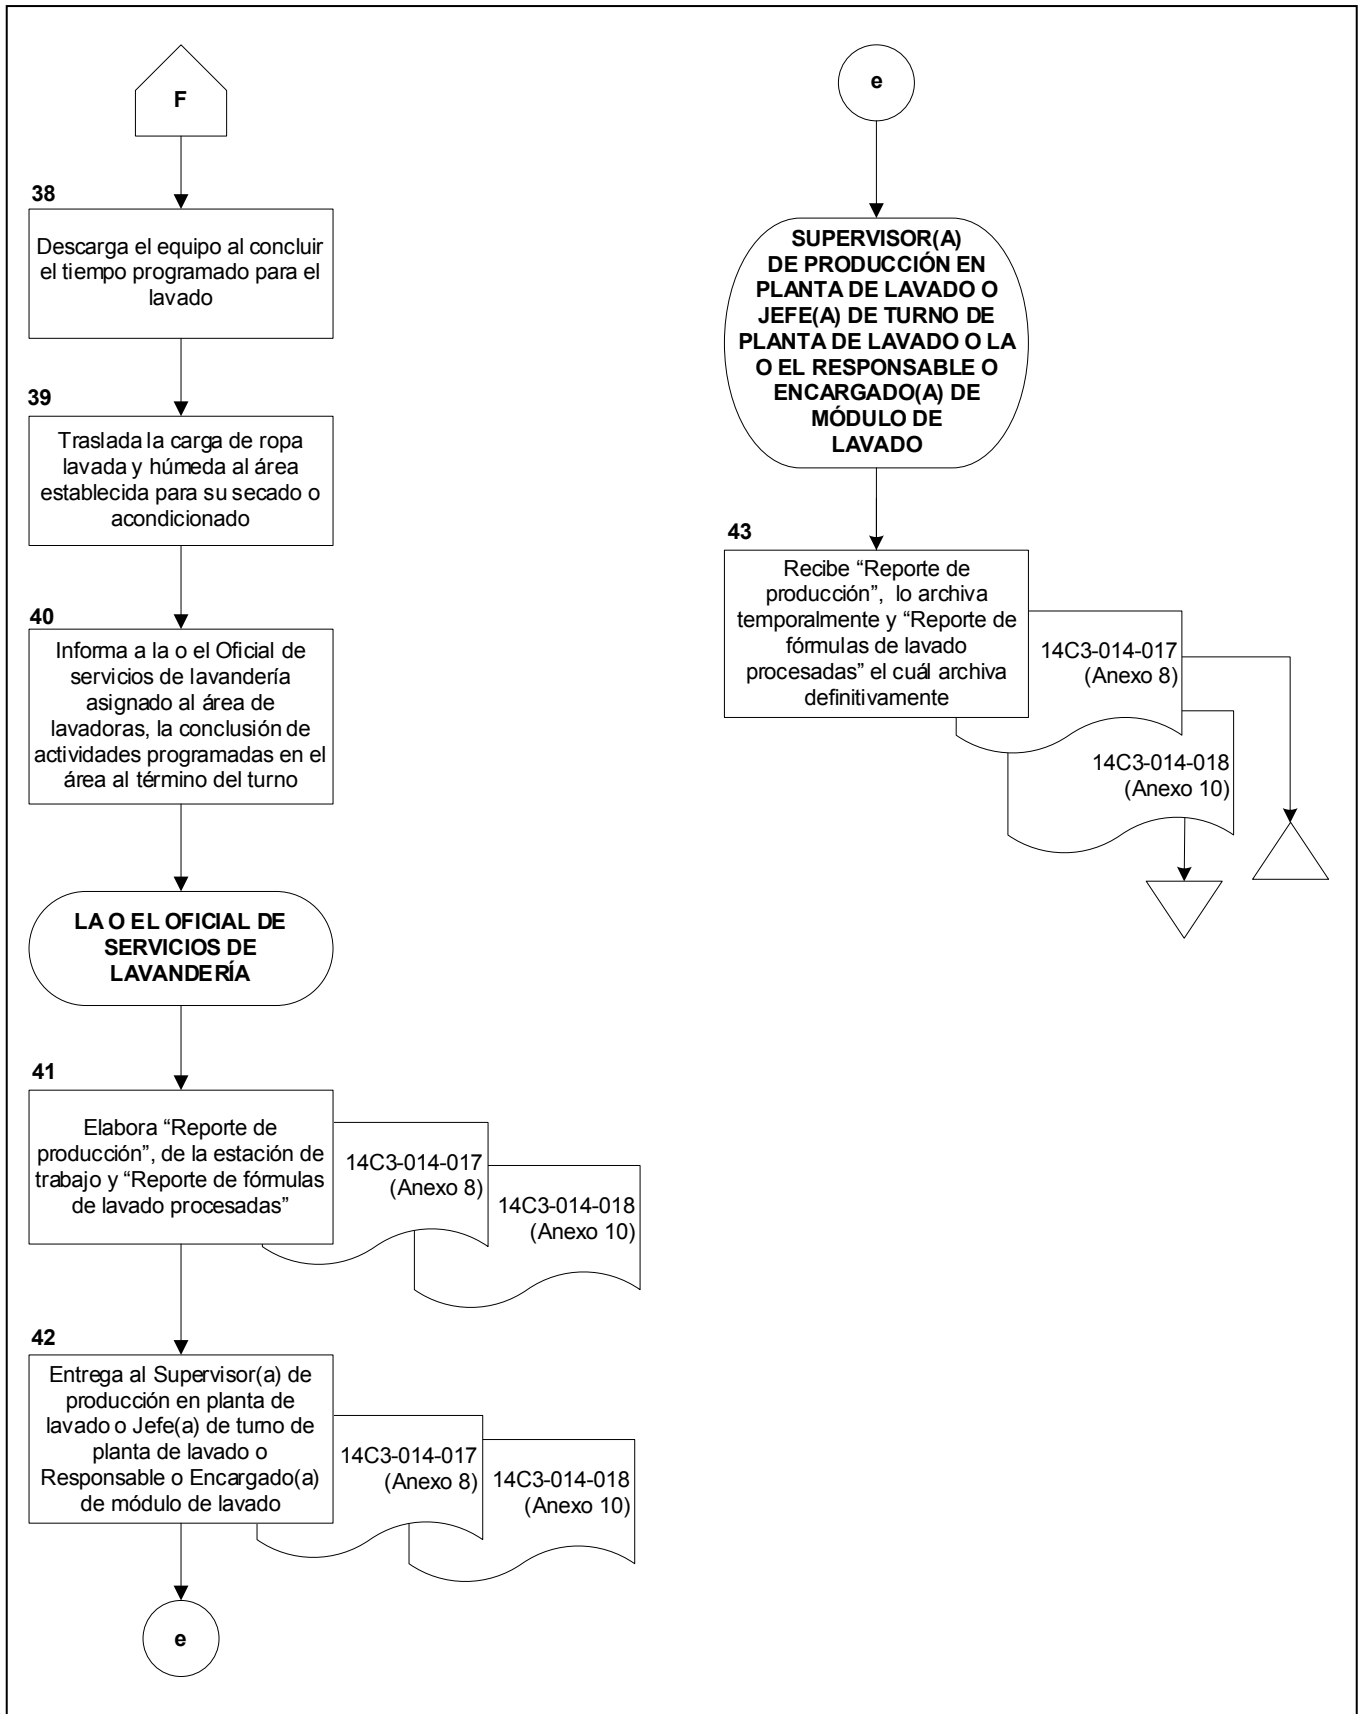 F
38
Descarga el equipo al concluir
el tiempo programado para el
lavado
39
Traslada la carga de ropa
lavada y húmeda al área
establecida para su secado o
acondicionado
40
Informa a la o el Oficial de
servicios de lavandería
asignado al área de
lavadoras, la conclusión de
actividades programadas en el
área al término del turno
LA O EL OFICIAL DE
SERVICIOS DE
LAVANDERÍA
41
Elabora “Reporte de
producción”, de la estación de
trabajo y “Reporte de fórmulas
de lavado procesadas”
14C3-014-017
(Anexo 8)
14C3-014-018
(Anexo 10)
42
Entrega al Supervisor(a) de
producción en planta de
lavado o Jefe(a) de turno de
planta de lavado o
Responsable o Encargado(a)
de módulo de lavado
14C3-014-017
(Anexo 8)
14C3-014-018
(Anexo 10)
e
e
SUPERVISOR(A)
DE PRODUCCIÓN EN
PLANTA DE LAVADO O
JEFE(A) DE TURNO DE
PLANTA DE LAVADO O LA
O EL RESPONSABLE O
ENCARGADO(A) DE
MÓDULO DE
LAVADO
43
Recibe “Reporte de
producción”, lo archiva
temporalmente y “Reporte de
fórmulas de lavado
procesadas” el cuál archiva
definitivamente
14C3-014-017
(Anexo 8)
14C3-014-018
(Anexo 10)